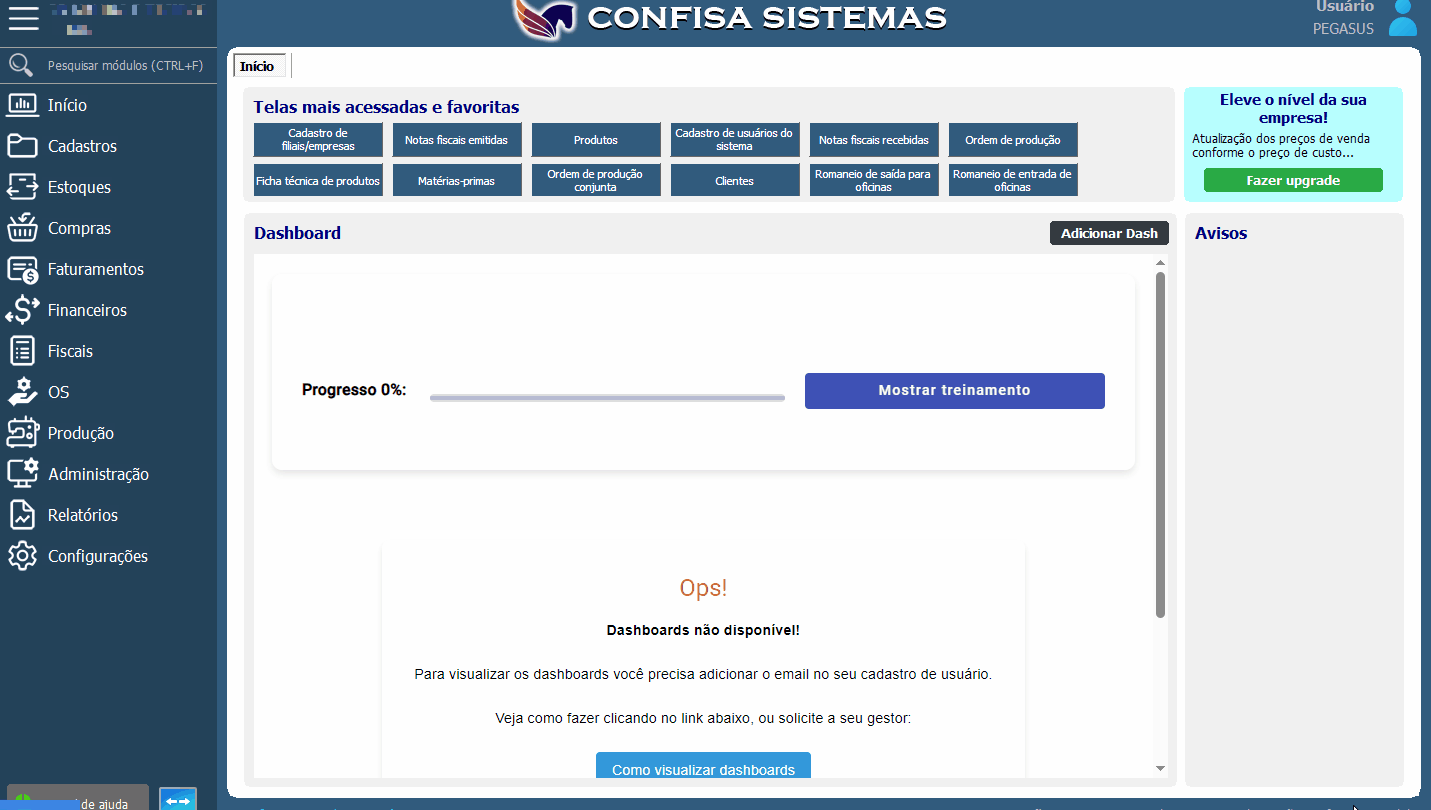 CONFISA SISTEMAS
Usuário
PEGASUS
Pesquisar módulos (CTRL+F)
Início
Cadastros
Estoques
Compras
Faturamentos
Financeiros
Fiscais
OS
Produção
Administração
Relatórios
Configurações
de ajuda
Início
Telas mais acessadas e favoritas
Cadastro de
filiais/empresas
Notas fiscais emitidas
Produtos
Cadastro de usuários do
sistema
Notas fiscais recebidas
Ordem de produção
Ficha técnica de produtos
Matérias-primas
Ordem de produção
conjunta
Clientes
Romaneio de saída para
oficinas
Romaneio de entrada de
oficinas
Eleve o nível da sua
empresa!
Atualização dos preços de venda
conforme o preço de custo...
Fazer upgrade
Dashboard
Adicionar Dash
Avisos
Progresso 0%:
Mostrar treinamento
Ops!
Dashboards não disponível!
Para visualizar os dashboards você precisa adicionar o email no seu cadastro de usuário.
Veja como fazer clicando no link abaixo, ou solicite a seu gestor:
Como visualizar dashboards